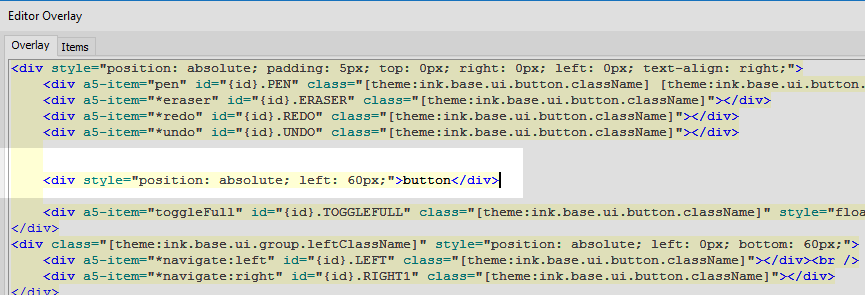 Editor Overlay
Overlay Items
<div style="position: absolute; padding: 5px; top: 0px; right: 0px; left: 0px; text-align: right;">
<div a5-item="pen" id="{id}.PEN" class="[theme:ink.base.ui.button.className] [theme:ink.base.ui.button.
<div a5-item="*eraser" id="{id}.ERASER" class="[theme:ink.base.ui.button.className]"></div>
<div a5-item="*redo" id="{id}.REDO" class="[theme:ink.base.ui.button.className]"></div>
<div a5-item="*undo" id="{id}.UNDO" class="[theme:ink.base.ui.button.className]"></div>
<div style="position: absolute; left: 60px;">button</div>
<div a5-item="toggleFull" id="{id}.TOGGLEFULL" class="[theme:ink.base.ui.button.className]" style="floa
</div>
<div class="[theme:ink.base.ui.group.leftClassName]" style="position: absolute; left: 0px; bottom: 60px;">
<div a5-item="*navigate:left" id="{id}.LEFT" class="[theme:ink.base.ui.button.className]"></div><br />
<div a5-item="*navigate:right" id="{id}.RIGHT1" class="[theme:ink.base.ui.button.className]"></div>
</div>